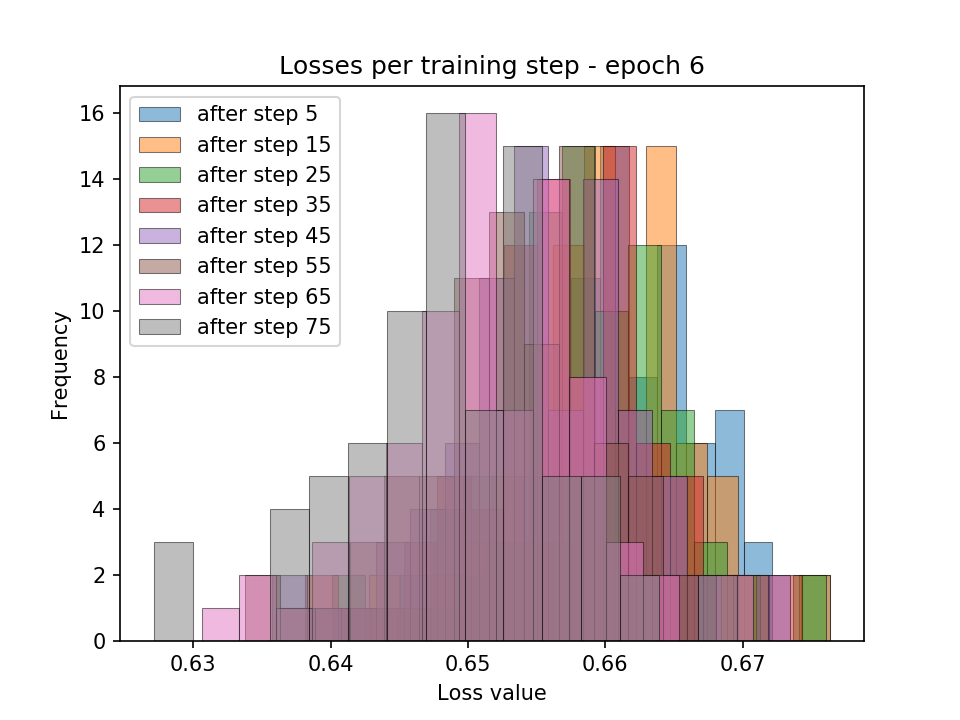 Losses per training step - epoch 6
16
14
12
10
8
6
4
2
0
Frequency
after step 5
after step 15
after step 25
after step 35
after step 45
after step 55
after step 65
after step 75
0.63 0.64 0.65 0.66 0.67
Loss value